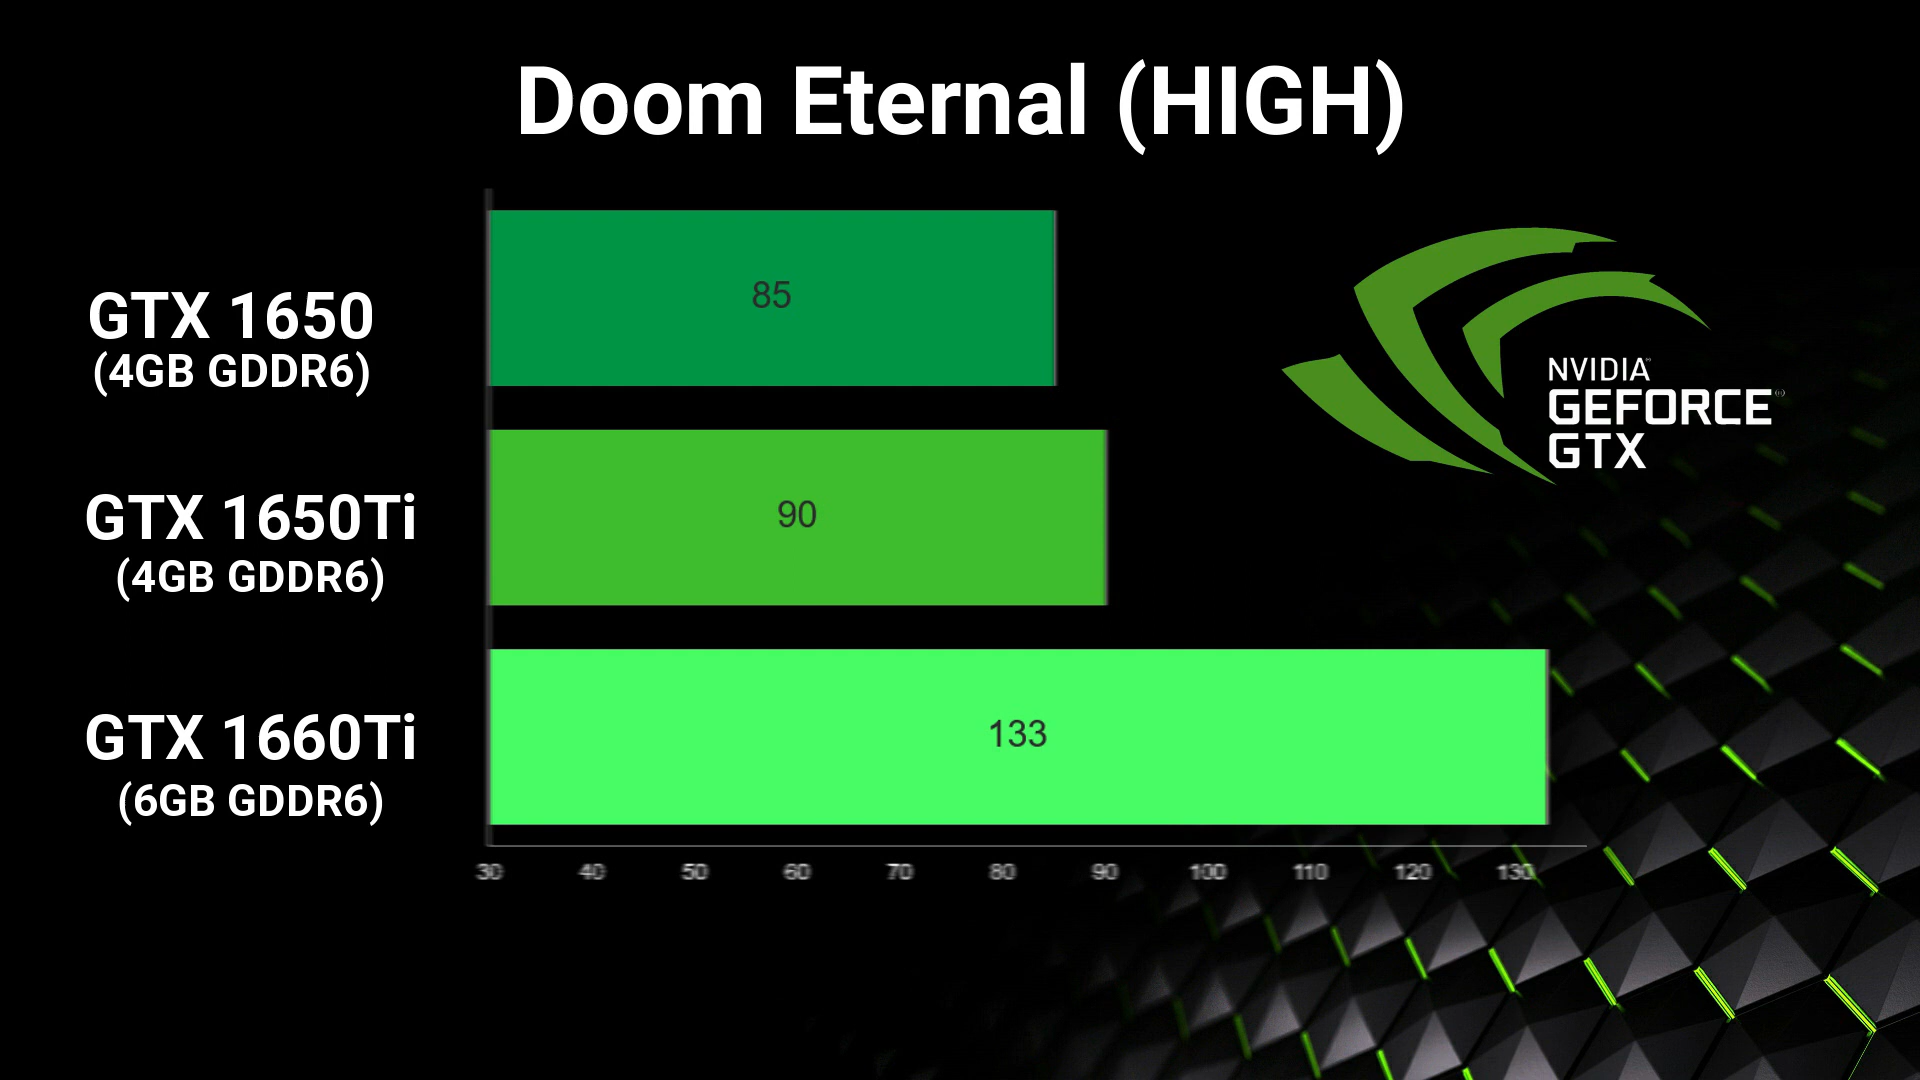 Doom Eternal (HIGH)
GTX 1650
(4GB GDDR6)
85
NVIDIA™
GEFORCE®
GTX
GTX 1650Ti
(4GB GDDR6)
90
GTX 1660Ti
(6GB GDDR6)
133
30 40 50 60 70 80 90 100 110 120 130